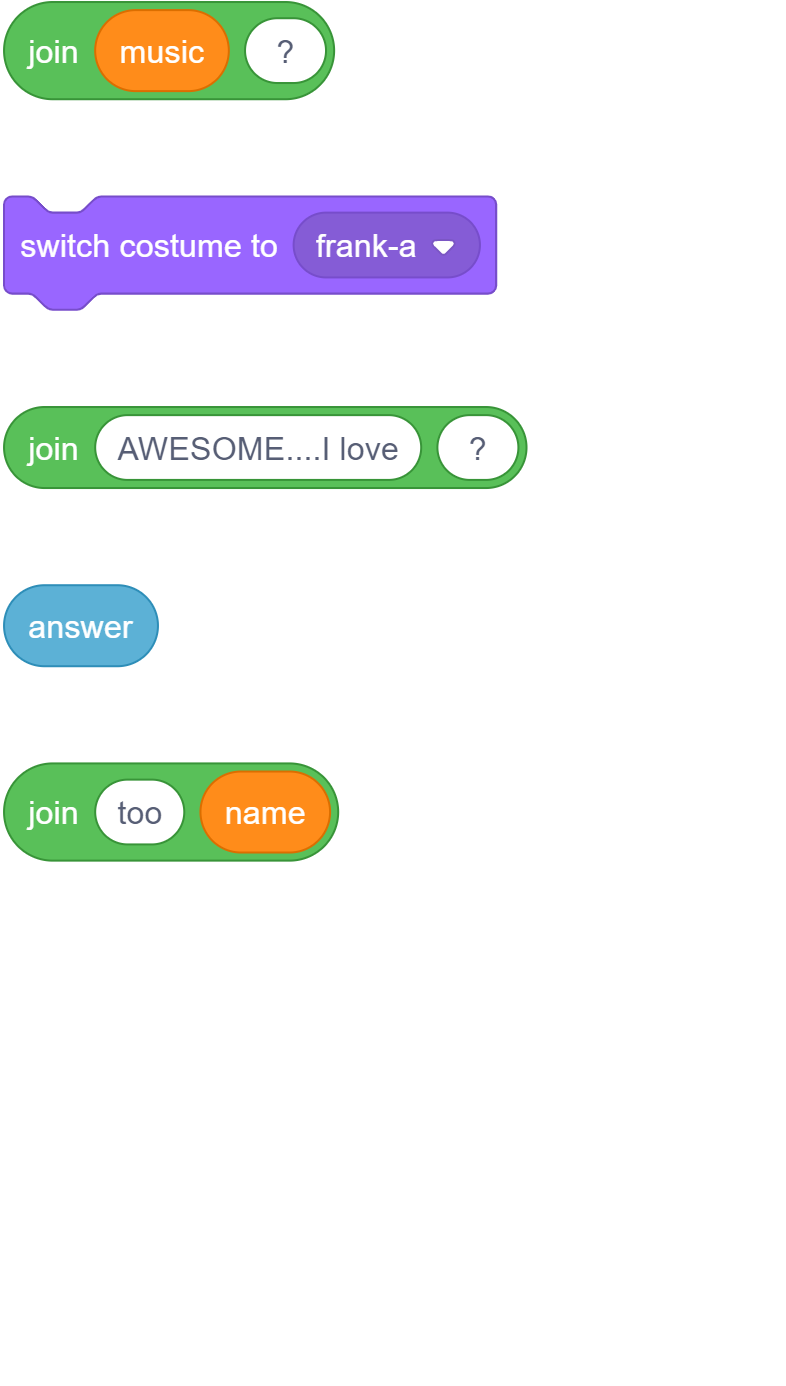 join music ?
switch costume to frank-a
join AWESOME....I love ?
answer
join too name